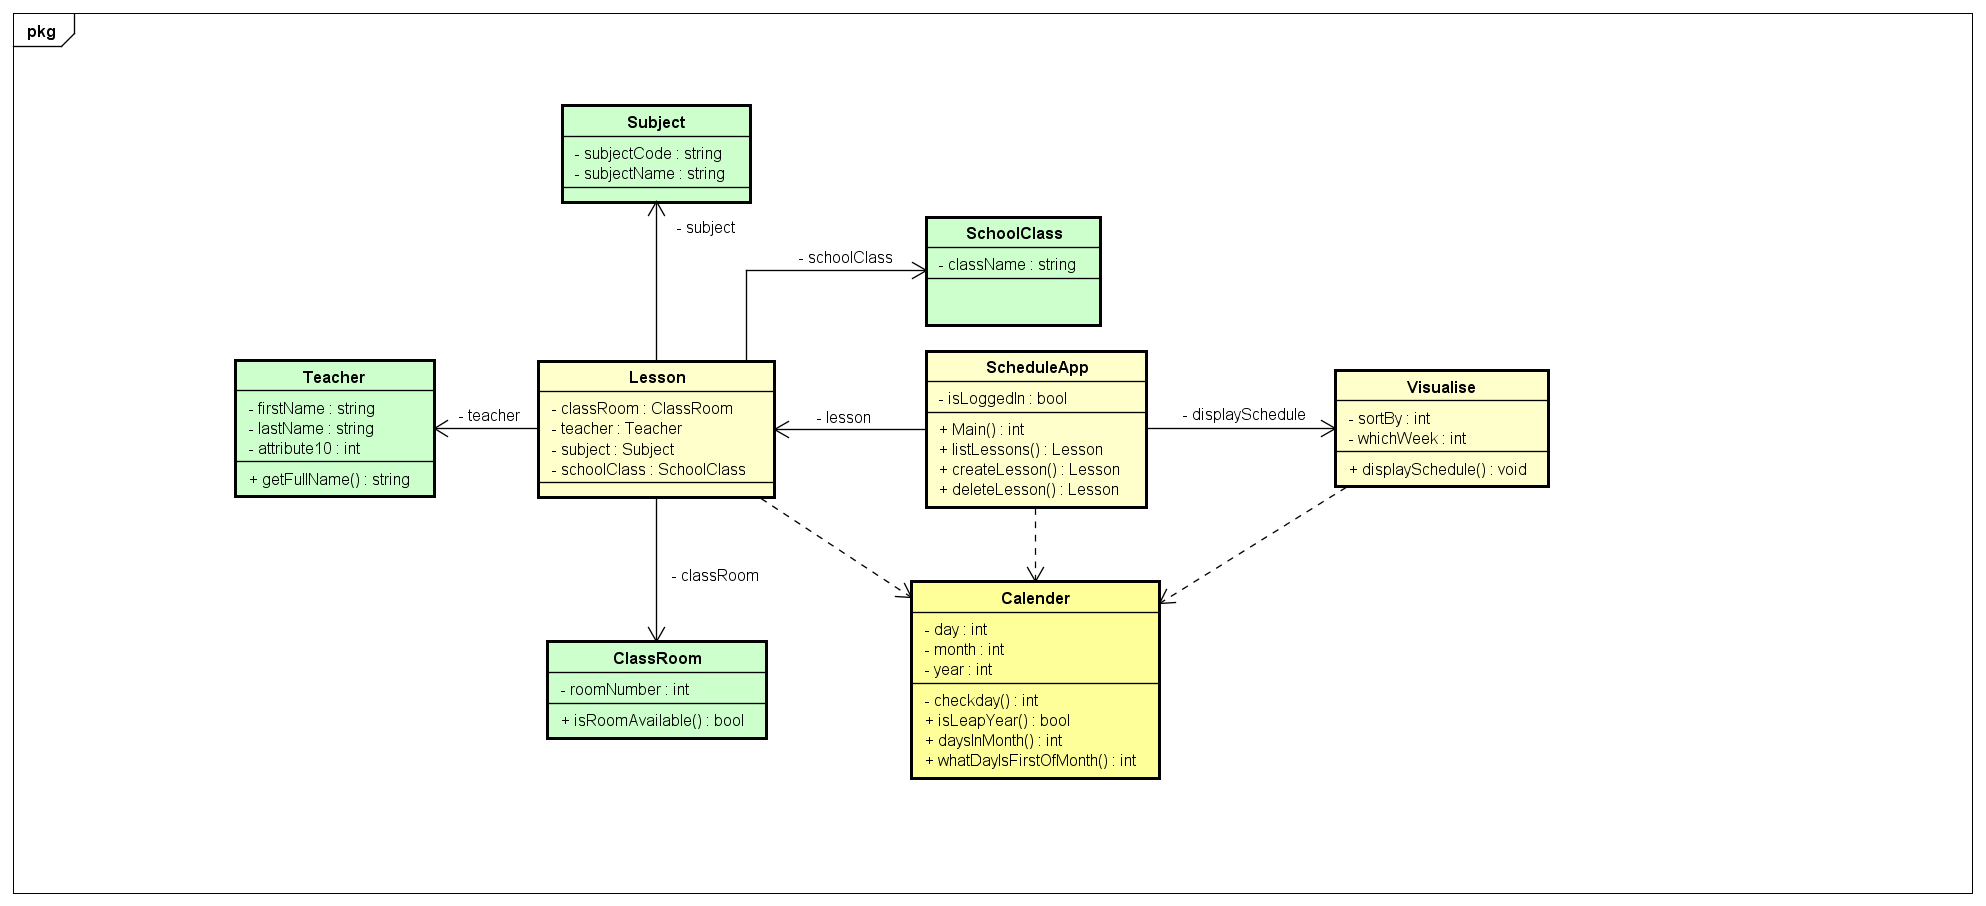 pkg
Subject
- subjectCode : string
- subjectName : string
- subject
SchoolClass
- className : string
- schoolClass
Teacher
- firstName : string
- lastName : string
- attribute10 : int
+ getFullName() : string
- teacher
Lesson
- classRoom : ClassRoom
- teacher : Teacher
- subject : Subject
- schoolClass : SchoolClass
- lesson
ScheduleApp
- isLoggedIn : bool
+ Main() : int
+ listLessons() : Lesson
+ createLesson() : Lesson
+ deleteLesson() : Lesson
- displaySchedule
Visualise
- sortBy : int
- whichWeek : int
+ displaySchedule() : void
- classRoom
ClassRoom
- roomNumber : int
+ isRoomAvailable() : bool
Calender
- day : int
- month : int
- year : int
- checkday() : int
+ isLeapYear() : bool
+ daysInMonth() : int
+ whatDayIsFirstOfMonth() : int